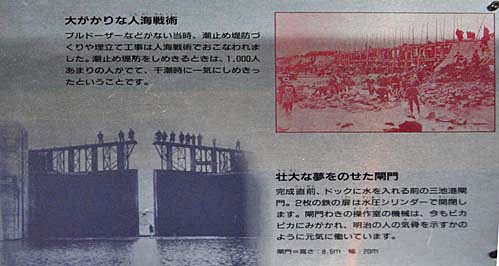 大がかりな人海戦術
ブルドーザーなどがない当時、潮止め堤防づ
くりや埋立て工事は人海戦術でおこなわれま
した。潮止め堤防をしめきるときは、1,000人
あまりの人がでて、干潮時に一気にしめきっ
たということです。
壮大な夢をのせた閘門
完成直前、ドックに水を入れる前の三池港閘
門。2枚の鉄の扉は水圧シリンダーで開閉し
ます。閘門わきの操作室の機械は、今もピカ
ピカにみがかれ、明治の人の気骨を示すかの
ように元気に働いています。
閘門=高さ:8.5m 幅:20m